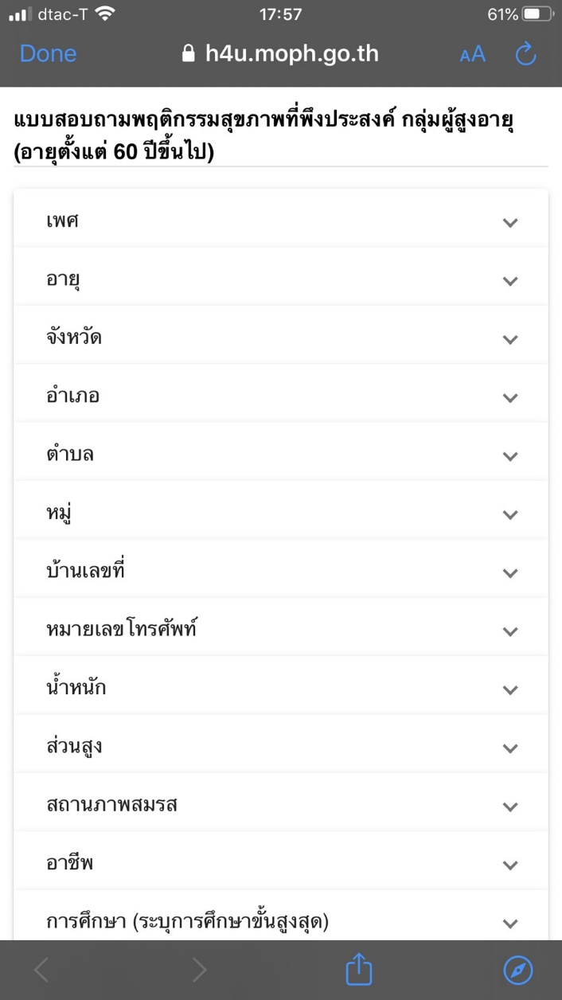 dtac-T 17:57 61%
Done h4u.moph.go.th AA
แบบสอบถามพฤติกรรมสุขภาพที่พึงประสงค์ กลุ่มผู้สูงอายุ
(อายุตั้งแต่ 60 ปีขึ้นไป)
เพศ
อายุ
จังหวัด
อำเภอ
ตำบล
หมู่
บ้านเลขที่
หมายเลขโทรศัพท์
น้ำหนัก
ส่วนสูง
สถานภาพสมรส
อาชีพ
การศึกษา (ระบุการศึกษาขั้นสูงสุด)